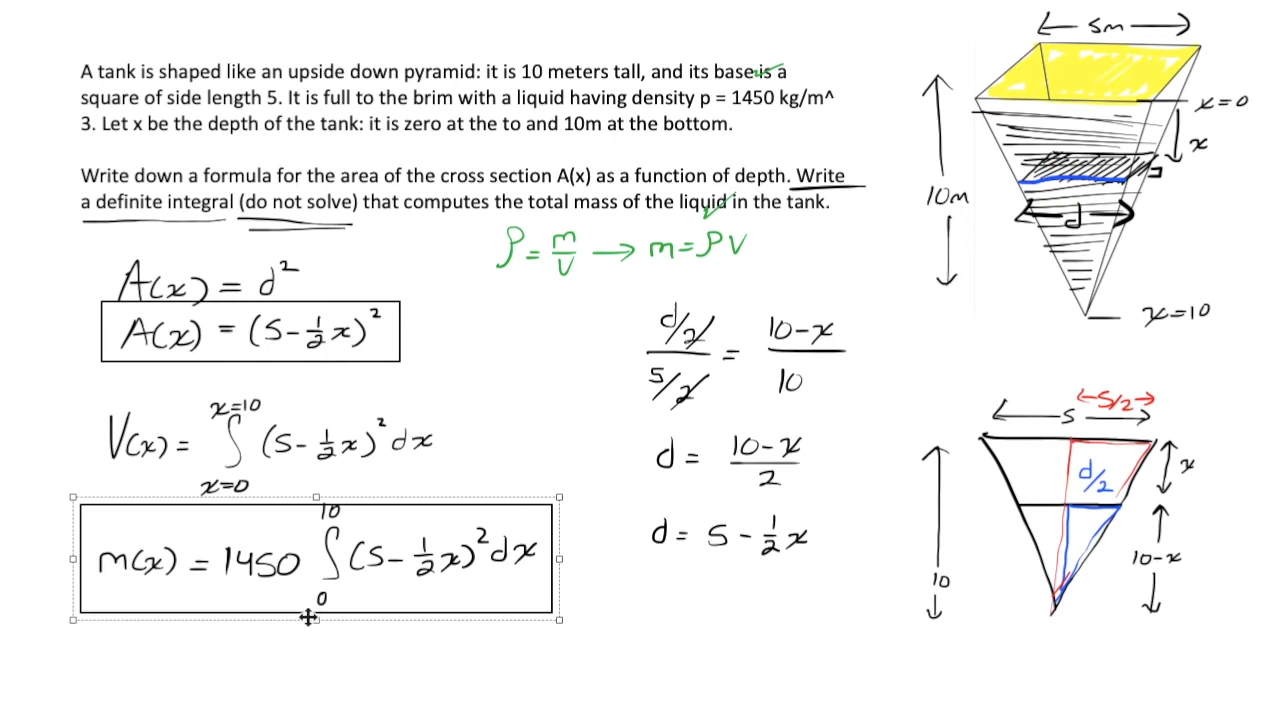 A tank is shaped like an upside down pyramid: it is 10 meters tall, and its base is a
square of side length 5. It is full to the brim with a liquid having density p = 1450 kg/m^
3. Let x be the depth of the tank: it is zero at the to and 10m at the bottom.
Write down a formula for the area of the cross section A(x) as a function of depth. Write
a definite integral (do not solve) that computes the total mass of the liquid in the tank.
ρ = m/V → m = ρV
A(x) = d²
A(x) = (5 - 1/2 x)²
V(x) = ∫ (5 - 1/2 x)² dx
x=10
x=0
m(x) = 1450 ∫ (5 - 1/2 x)² dx
10
0
d/2 / 5/2 = 10-x / 10
d = 10-x / 2
d = 5 - 1/2 x
5m
x=0
x
10m
d
x=10
5/2
5
d/2
x
10
10-x